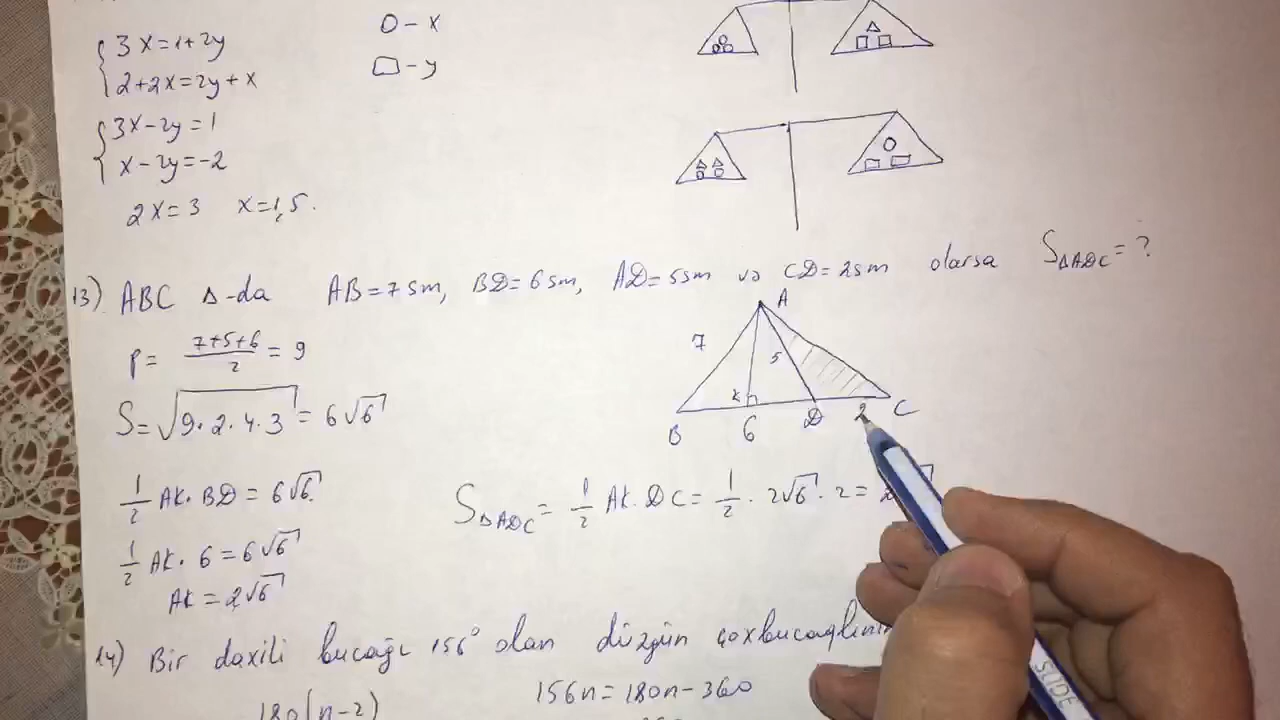 3x=1+2y
2+2x=2y+x
O - x
□ - y
3x-2y=1
x-2y=-2
2x=3 x=1,5.
13) ABC Δ-da AB=7sm, BD=6sm, AD=5sm və CD=2sm olarsa S△ADC=?
P= (7+5+6)/2 = 9
S=√9·2·4·3 = 6√6
A
7
5
K
B
6
D
2
C
1/2 AK·BD=6√6.
1/2 AK·6=6√6
AK=2√6
S△ADC= 1/2 AK·DC= 1/2 · 2√6 · 2= 2
14) Bir daxili bucağı 156° olan düzgün
180(n-2)
156n=180n-360
SLIDE